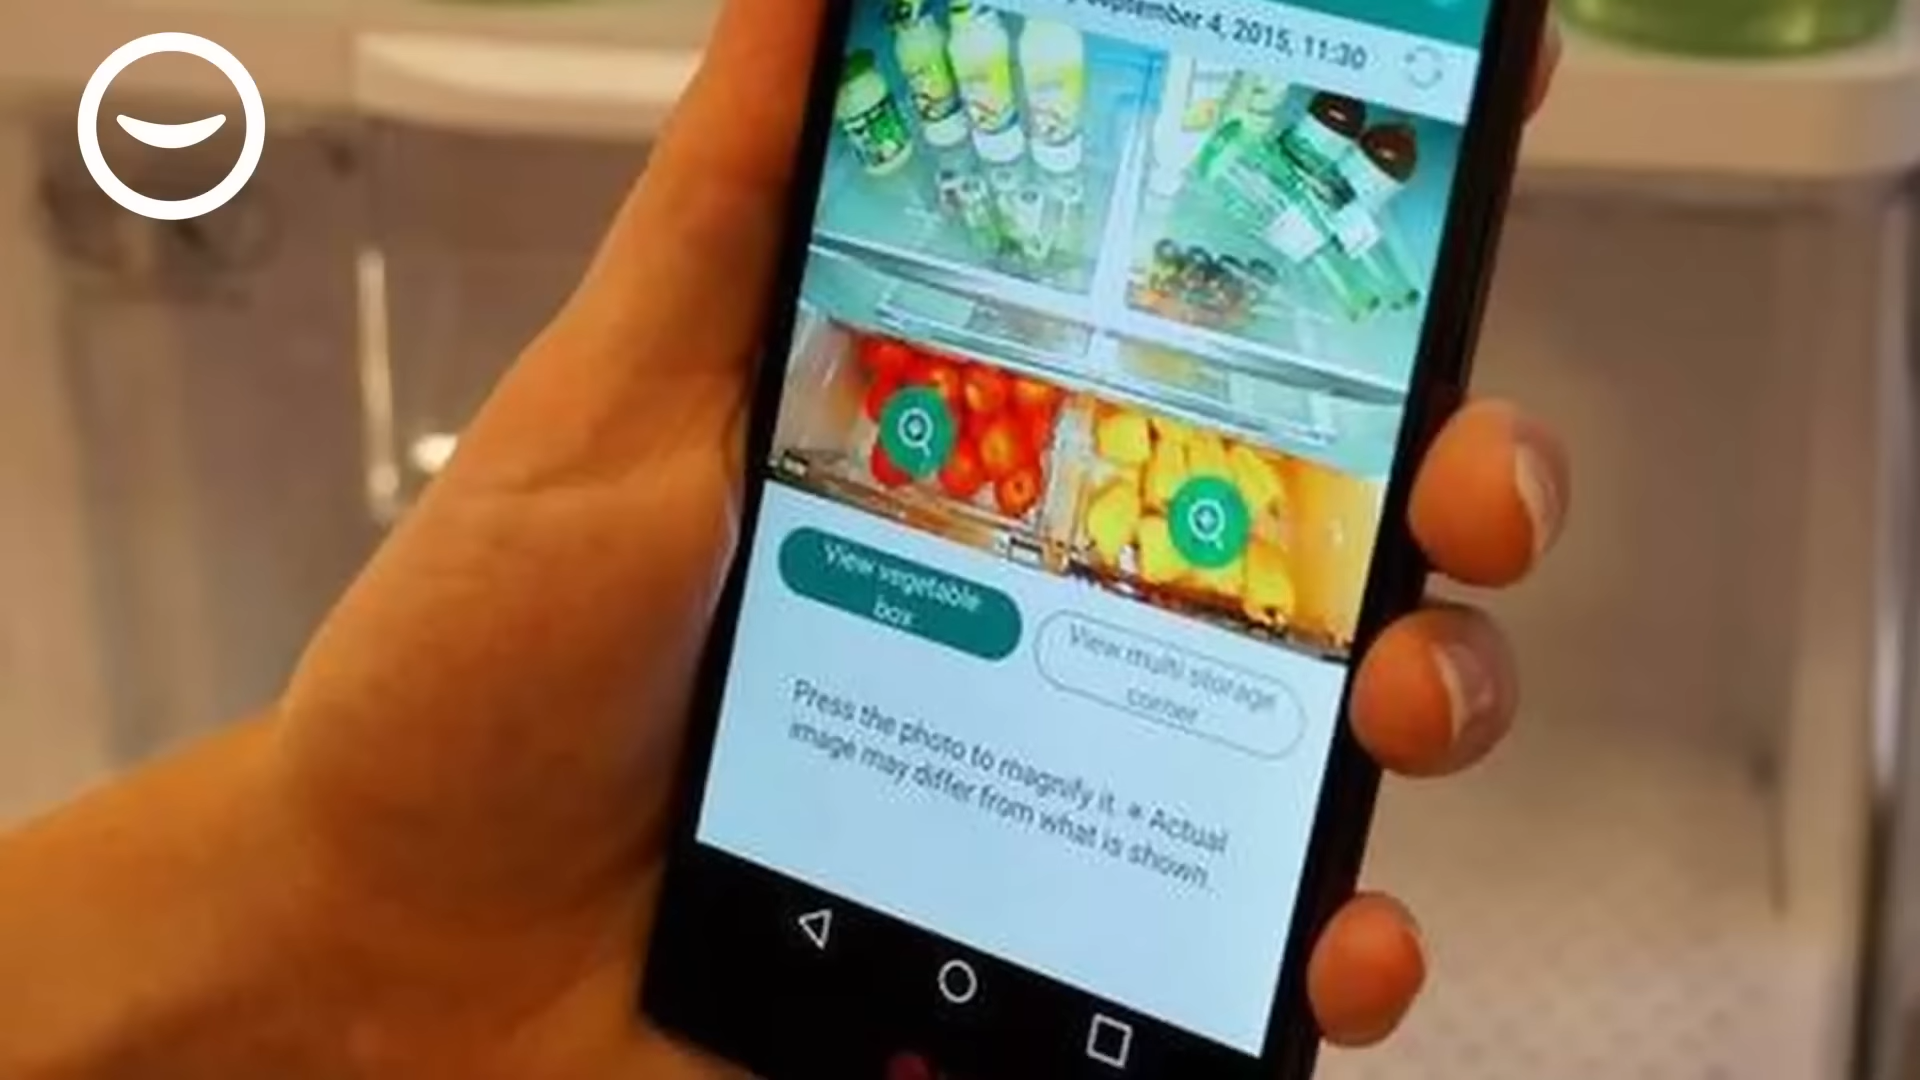 September 4, 2015, 11:30
View vegetable
box
View multi storage
corner
Press the photo to magnify it. * Actual
image may differ from what is shown.